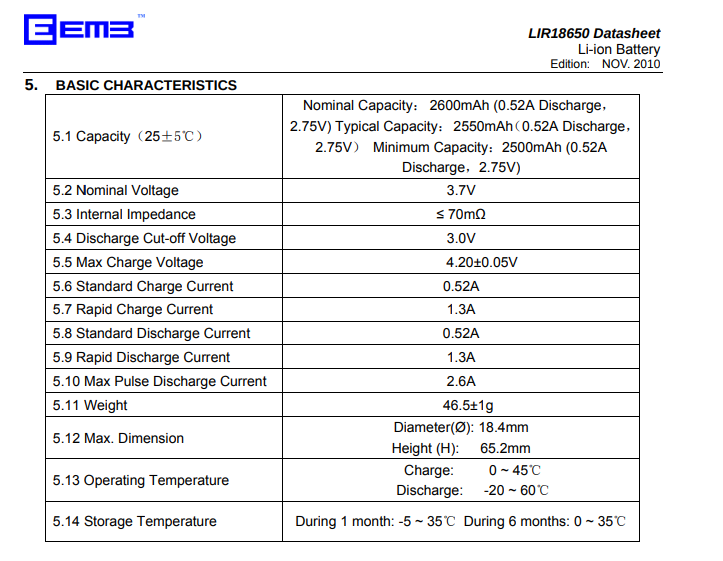 EEMB™
LIR18650 Datasheet
Li-ion Battery
Edition: NOV. 2010
5. BASIC CHARACTERISTICS
5.1 Capacity（25±5℃）
Nominal Capacity： 2600mAh (0.52A Discharge，
2.75V) Typical Capacity： 2550mAh（0.52A Discharge，
2.75V） Minimum Capacity：2500mAh (0.52A
Discharge，2.75V)
5.2 Nominal Voltage 3.7V
5.3 Internal Impedance ≤ 70mΩ
5.4 Discharge Cut-off Voltage 3.0V
5.5 Max Charge Voltage 4.20±0.05V
5.6 Standard Charge Current 0.52A
5.7 Rapid Charge Current 1.3A
5.8 Standard Discharge Current 0.52A
5.9 Rapid Discharge Current 1.3A
5.10 Max Pulse Discharge Current 2.6A
5.11 Weight 46.5±1g
5.12 Max. Dimension
Diameter(Ø): 18.4mm
Height (H): 65.2mm
5.13 Operating Temperature
Charge: 0 ~ 45℃
Discharge: -20 ~ 60℃
5.14 Storage Temperature During 1 month: -5 ~ 35℃ During 6 months: 0 ~ 35℃